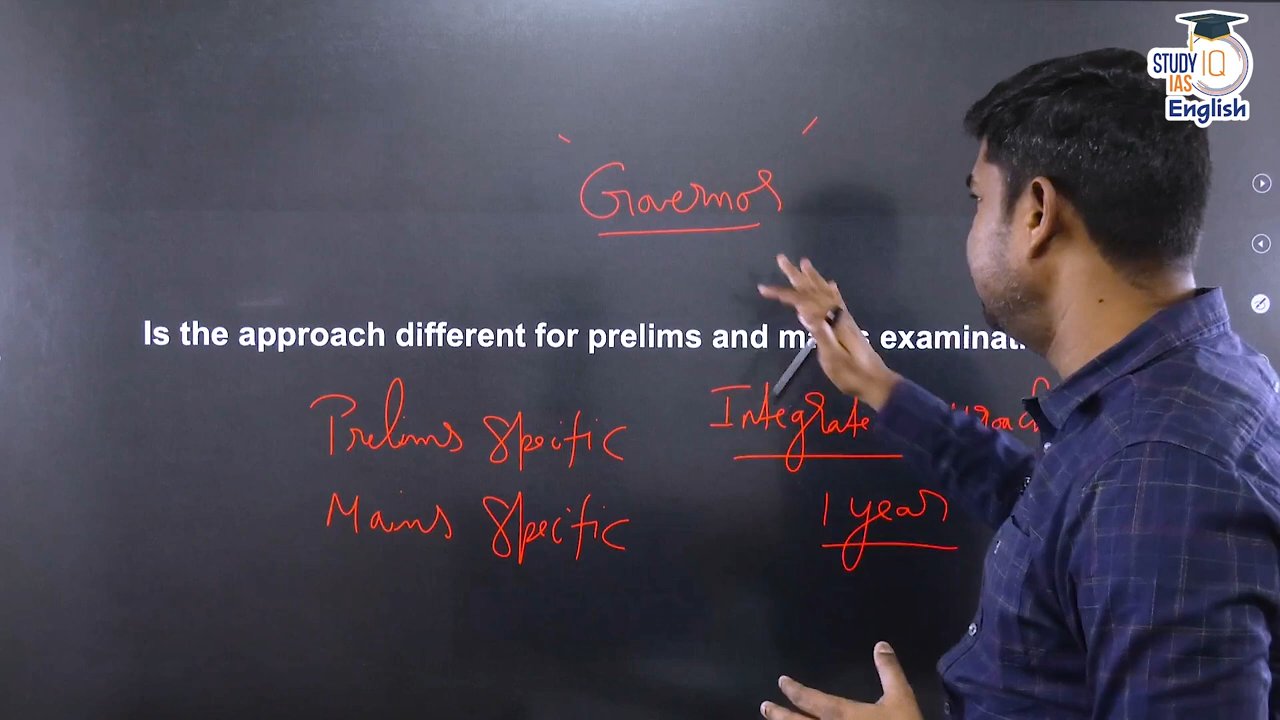 STUDY IQ
IAS
English
Governor
Is the approach different for prelims and examinati
Prelims Specific
Integrate
Mains Specific
1 year